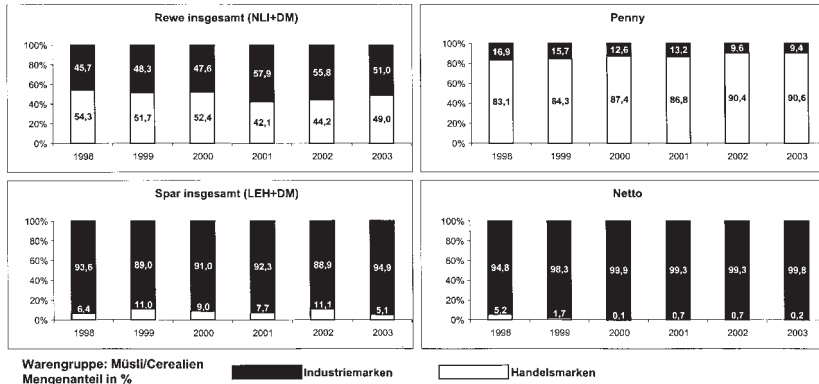 Rewe insgesamt (NLI+DM)
100%
80%
60%
40%
20%
0%
45,7 48,3 47,6 57,9 55,8 51,0
54,3 51,7 52,4 42,1 44,2 49,0
1998 1999 2000 2001 2002 2003
Penny
100%
80%
60%
40%
20%
0%
16,9 15,7 12,6 13,2 9,6 9,4
83,1 84,3 87,4 86,8 90,4 90,6
1998 1999 2000 2001 2002 2003
Spar insgesamt (LEH+DM)
100%
80%
60%
40%
20%
0%
93,6 89,0 91,0 92,3 88,9 94,9
6,4 11,0 9,0 7,7 11,1 5,1
1998 1999 2000 2001 2002 2003
Netto
100%
80%
60%
40%
20%
0%
94,8 98,3 99,9 99,3 99,3 99,8
5,2 1,7 0,1 0,7 0,7 0,2
1998 1999 2000 2001 2002 2003
Warengruppe: Müsli/Cerealien
Mengenanteil in %
Industriemarken
Handelsmarken